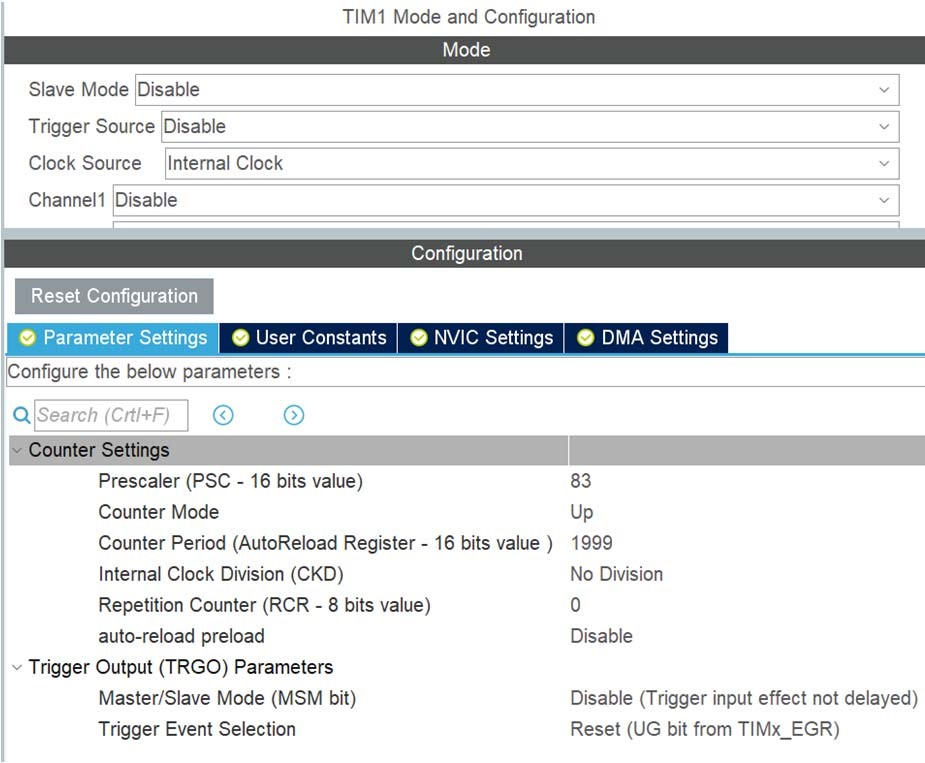 TIM1 Mode and Configuration
Mode
Slave Mode Disable
Trigger Source Disable
Clock Source Internal Clock
Channel1 Disable
Configuration
Reset Configuration
Parameter Settings User Constants NVIC Settings DMA Settings
Configure the below parameters :
Search (Crtl+F)
Counter Settings
Prescaler (PSC - 16 bits value) 83
Counter Mode Up
Counter Period (AutoReload Register - 16 bits value ) 1999
Internal Clock Division (CKD) No Division
Repetition Counter (RCR - 8 bits value) 0
auto-reload preload Disable
Trigger Output (TRGO) Parameters
Master/Slave Mode (MSM bit) Disable (Trigger input effect not delayed)
Trigger Event Selection Reset (UG bit from TIMx_EGR)